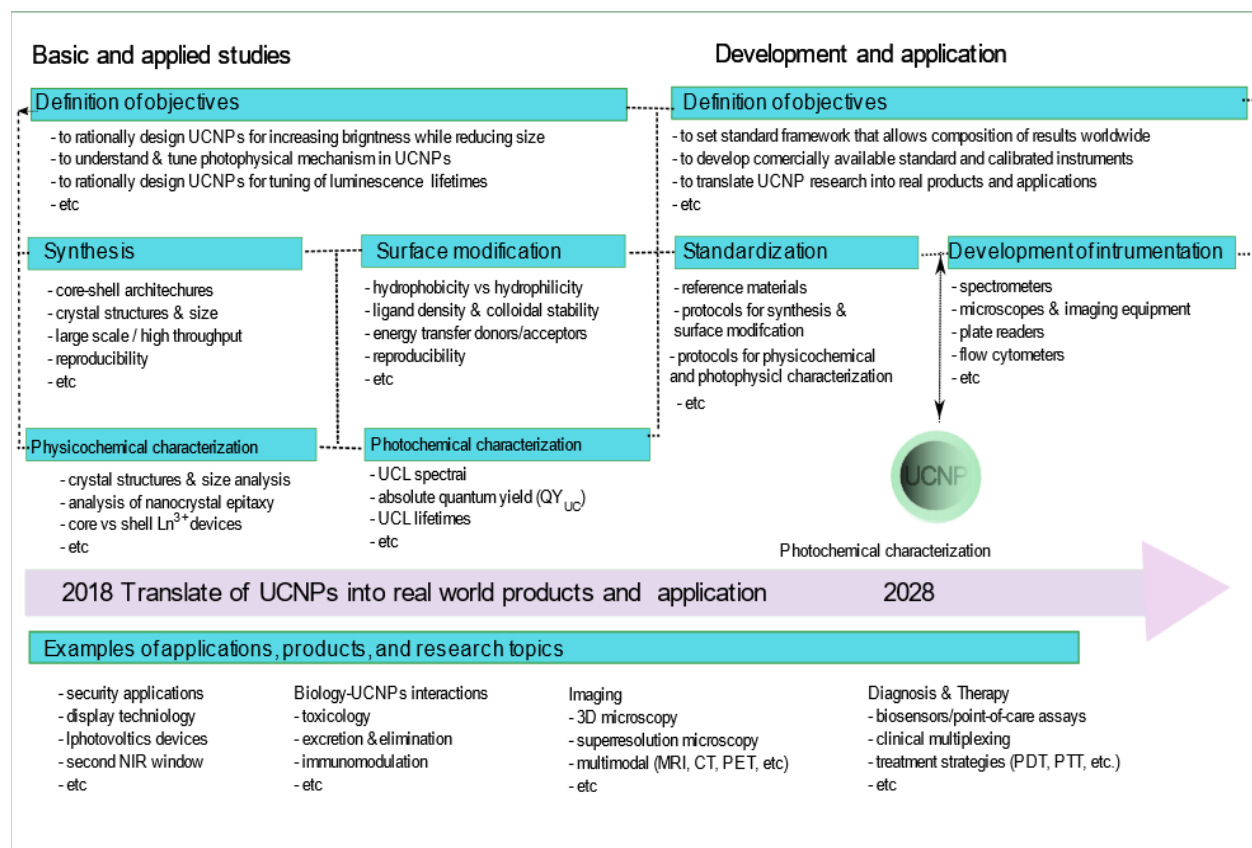 Basic and applied studies
Definition of objectives
- to rationally design UCNPs for increasing brigntness while reducing size
- to understand & tune photophysical mechanism in UCNPs
- to rationally design UCNPs for tuning of luminescence lifetimes
- etc
Synthesis
- core-shell architechures
- crystal structures & size
- large scale / high throughput
- reproducibility
- etc
Surface modification
- hydrophobicity vs hydrophilicity
- ligand density & colloidal stability
- energy transfer donors/acceptors
- reproducibility
- etc
Physicochemical characterization
- crystal structures & size analysis
- analysis of nanocrystal epitaxy
- core vs shell Ln3+ devices
- etc
Photochemical characterization
- UCL spectrai
- absolute quantum yield (QYUC)
- UCL lifetimes
- etc
Development and application
Definition of objectives
- to set standard framework that allows composition of results worldwide
- to develop comercially available standard and calibrated instruments
- to translate UCNP research into real products and applications
- etc
Standardization
- reference materials
- protocols for synthesis &
surface modifcation
- protocols for physicochemical
and photophysicl characterization
- etc
Development of intrumentation
- spectrometers
- microscopes & imaging equipment
- plate readers
- flow cytometers
- etc
UCNP
Photochemical characterization
2018 Translate of UCNPs into real world products and application 2028
Examples of applications, products, and research topics
- security applications
- display technology
- lphotovoltics devices
- second NIR window
- etc
Biology-UCNPs interactions
- toxicology
- excretion & elimination
- immunomodulation
- etc
Imaging
- 3D microscopy
- superresolution microscopy
- multimodal (MRI, CT, PET, etc)
- etc
Diagnosis & Therapy
- biosensors/point-of-care assays
- clinical multiplexing
- treatment strategies (PDT, PTT, etc.)
- etc